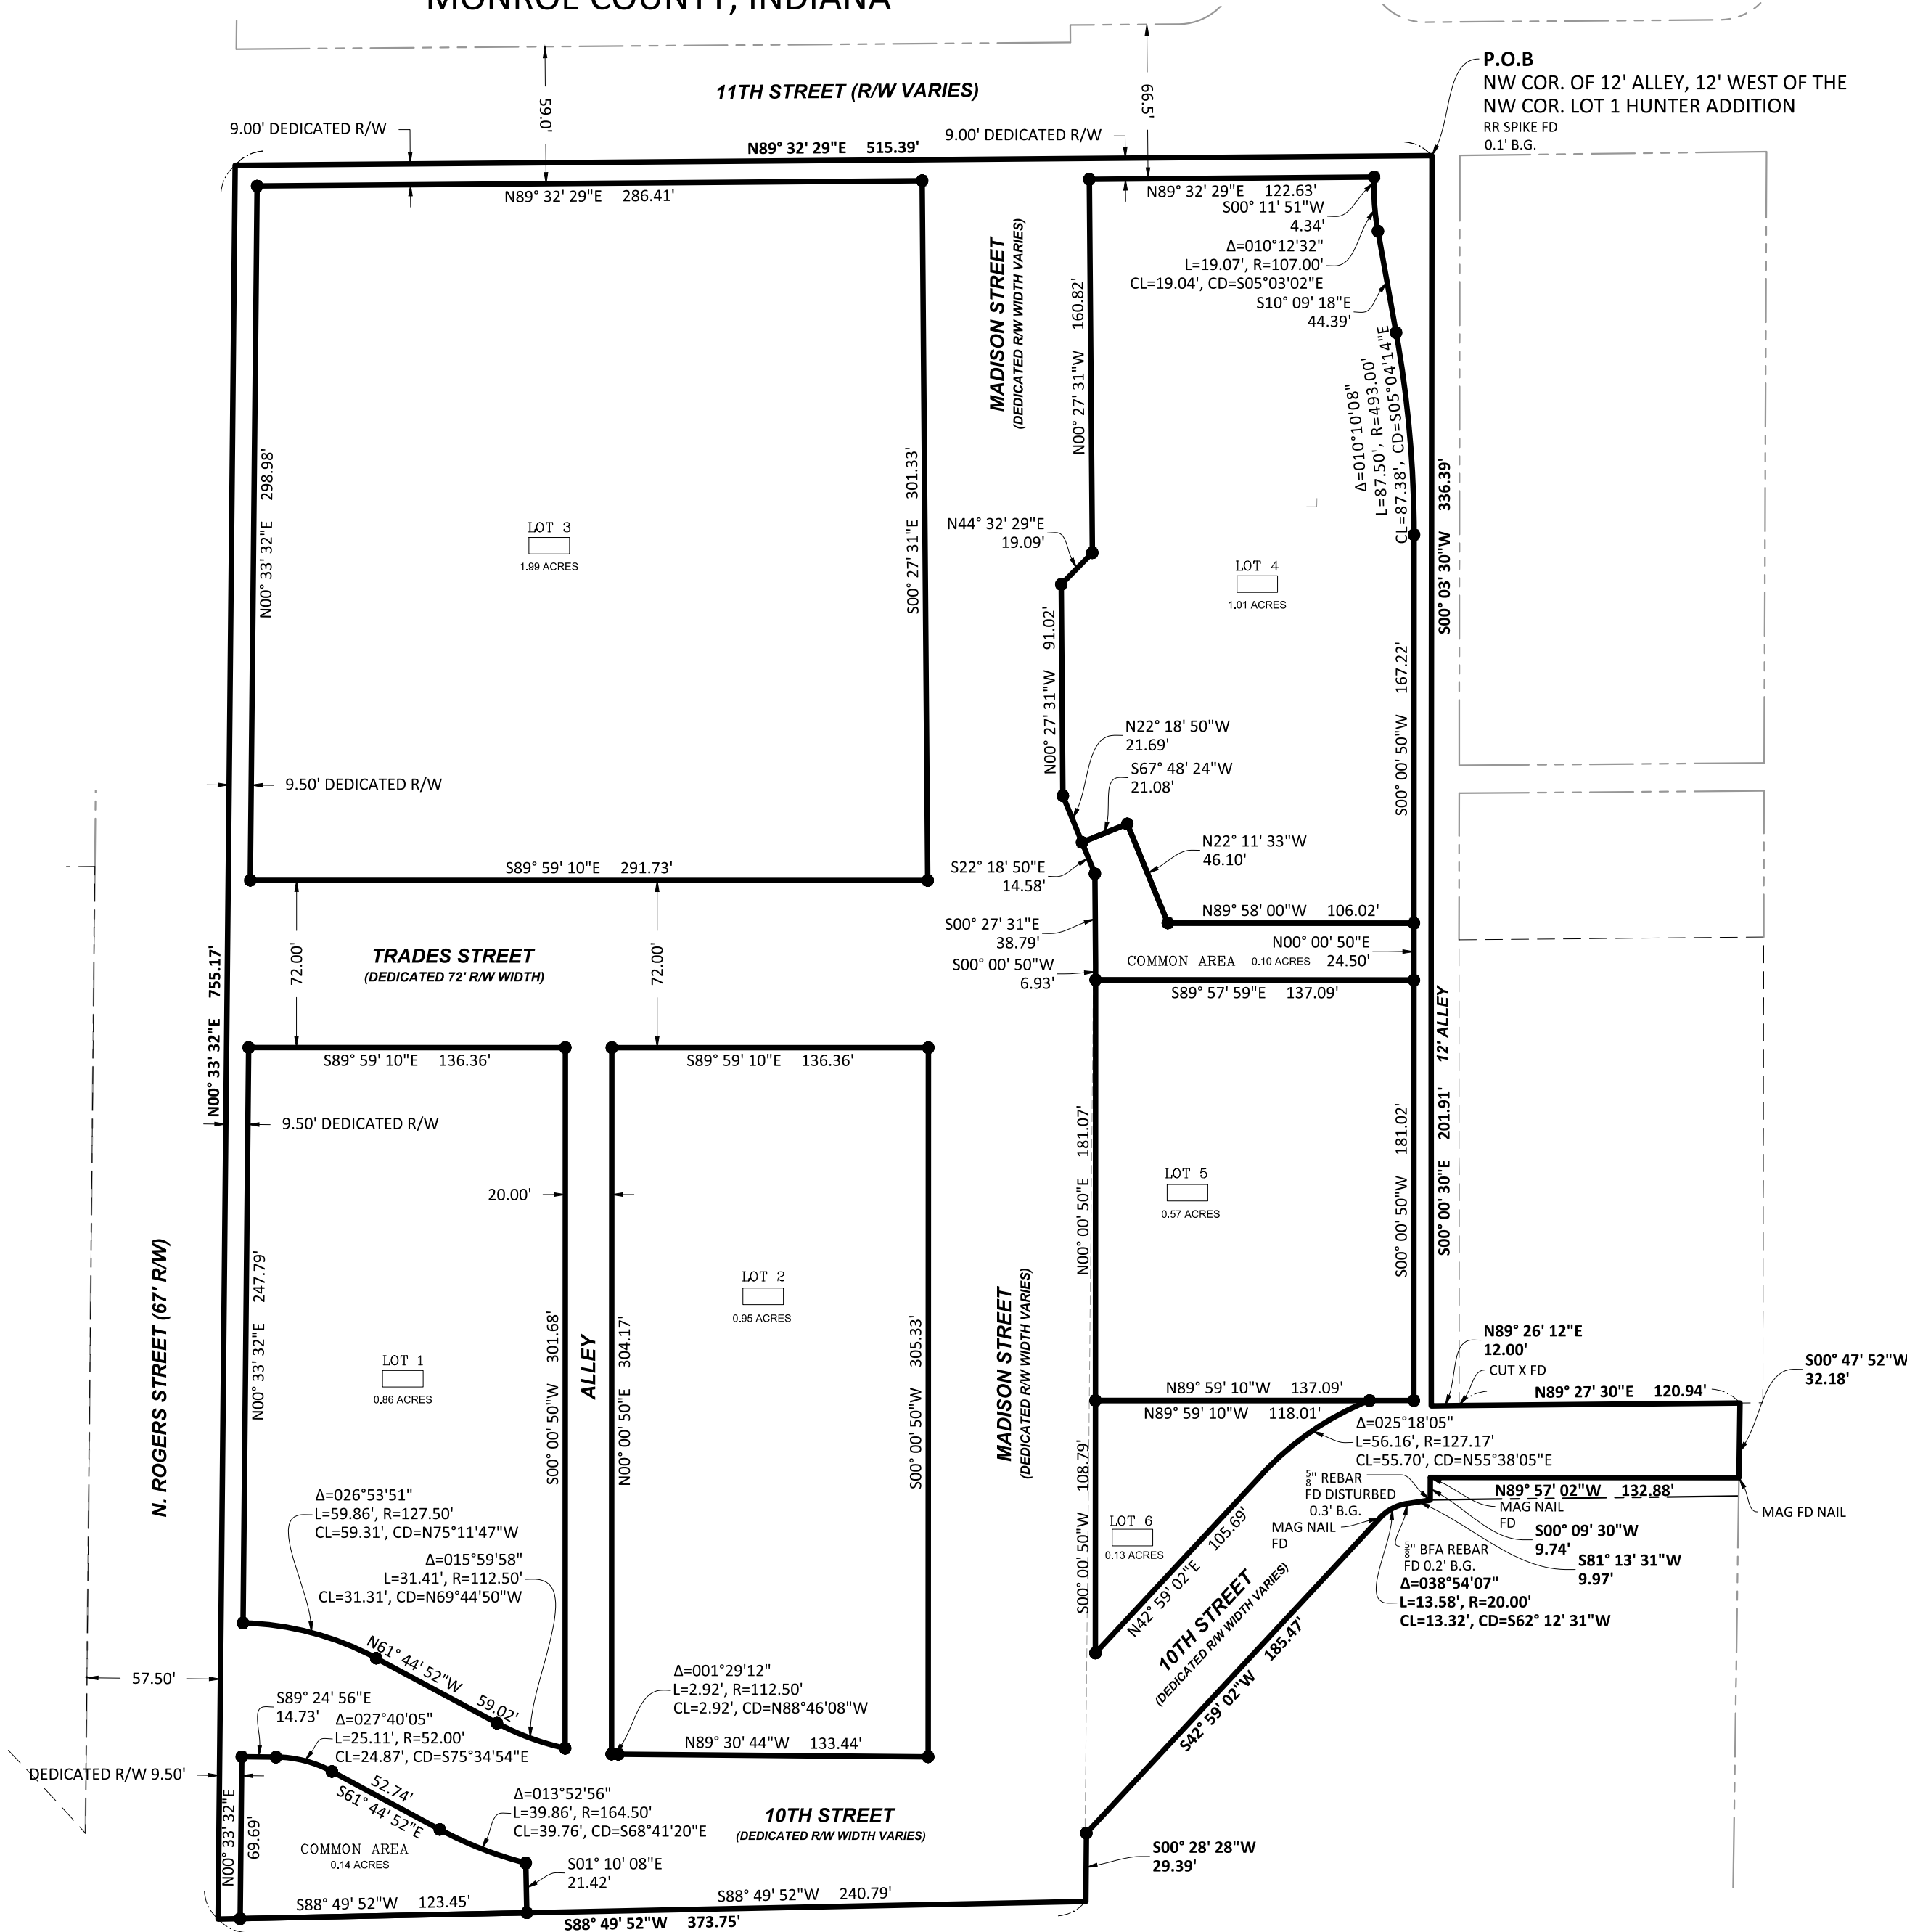 MONROE COUNTY, INDIANA
P.O.B
NW COR. OF 12' ALLEY, 12' WEST OF THE
NW COR. LOT 1 HUNTER ADDITION
RR SPIKE FD
0.1' B.G.
11TH STREET (R/W VARIES)
59.0'
66.5'
9.00' DEDICATED R/W
9.00' DEDICATED R/W
N89° 32' 29"E 515.39'
N89° 32' 29"E 286.41'
N89° 32' 29"E 122.63'
S00° 11' 51"W
4.34'
Δ=010°12'32"
L=19.07', R=107.00'
CL=19.04', CD=S05°03'02"E
S10° 09' 18"E
44.39'
Δ=010°10'08"
L=87.50', R=493.00'
CL=87.38', CD=S05°04'14"E
MADISON STREET
(DEDICATED R/W WIDTH VARIES)
N00° 27' 31"W 160.82'
N00° 33' 32"E 298.98'
S00° 27' 31"E 301.33'
S00° 03' 30"W 336.39'
LOT 3
1.99 ACRES
N44° 32' 29"E
19.09'
LOT 4
1.01 ACRES
N00° 27' 31"W 91.02'
S00° 00' 50"W 167.22'
N22° 18' 50"W
21.69'
S67° 48' 24"W
21.08'
9.50' DEDICATED R/W
N22° 11' 33"W
46.10'
S22° 18' 50"E
14.58'
S89° 59' 10"E 291.73'
N89° 58' 00"W 106.02'
S00° 27' 31"E
38.79'
N00° 00' 50"E
24.50'
COMMON AREA 0.10 ACRES
S00° 00' 50"W
6.93'
S89° 57' 59"E 137.09'
TRADES STREET
(DEDICATED 72' R/W WIDTH)
72.00'
72.00'
N00° 33' 32"E 755.17'
12' ALLEY
S89° 59' 10"E 136.36'
S89° 59' 10"E 136.36'
9.50' DEDICATED R/W
20.00'
N00° 00' 50"E 181.07'
S00° 00' 50"W 181.02'
S00° 00' 30"E 201.91'
LOT 5
0.57 ACRES
N. ROGERS STREET (67' R/W)
N00° 33' 32"E 247.79'
LOT 1
0.86 ACRES
S00° 00' 50"W 301.68'
ALLEY
N00° 00' 50"E 304.17'
LOT 2
0.95 ACRES
S00° 00' 50"W 305.33'
MADISON STREET
(DEDICATED R/W WIDTH VARIES)
N89° 26' 12"E
12.00'
CUT X FD
N89° 27' 30"E 120.94'
S00° 47' 52"W
32.18'
N89° 59' 10"W 137.09'
N89° 59' 10"W 118.01'
Δ=025°18'05"
L=56.16', R=127.17'
CL=55.70', CD=N55°38'05"E
S00° 00' 50"W 108.79'
LOT 6
0.13 ACRES
N42° 59' 02"E 105.69'
5/8" REBAR
FD DISTURBED
0.3' B.G.
MAG NAIL
FD
N89° 57' 02"W 132.88'
MAG NAIL
FD
MAG FD NAIL
S00° 09' 30"W
9.74'
5/8" BFA REBAR
FD 0.2' B.G.
S81° 13' 31"W
9.97'
Δ=038°54'07"
L=13.58', R=20.00'
CL=13.32', CD=S62° 12' 31"W
10TH STREET
(DEDICATED R/W WIDTH VARIES)
S42° 59' 02"W 185.47'
Δ=026°53'51"
L=59.86', R=127.50'
CL=59.31', CD=N75°11'47"W
Δ=015°59'58"
L=31.41', R=112.50'
CL=31.31', CD=N69°44'50"W
N61° 44' 52"W 59.02'
57.50'
Δ=001°29'12"
L=2.92', R=112.50'
CL=2.92', CD=N88°46'08"W
N89° 30' 44"W 133.44'
S89° 24' 56"E
14.73'
Δ=027°40'05"
L=25.11', R=52.00'
CL=24.87', CD=S75°34'54"E
DEDICATED R/W 9.50'
52.74'
S61° 44' 52"E
N00° 33' 32"E
69.69'
Δ=013°52'56"
L=39.86', R=164.50'
CL=39.76', CD=S68°41'20"E
10TH STREET
(DEDICATED R/W WIDTH VARIES)
COMMON AREA
0.14 ACRES
S01° 10' 08"E
21.42'
S00° 28' 28"W
29.39'
S88° 49' 52"W 123.45'
S88° 49' 52"W 240.79'
S88° 49' 52"W 373.75'